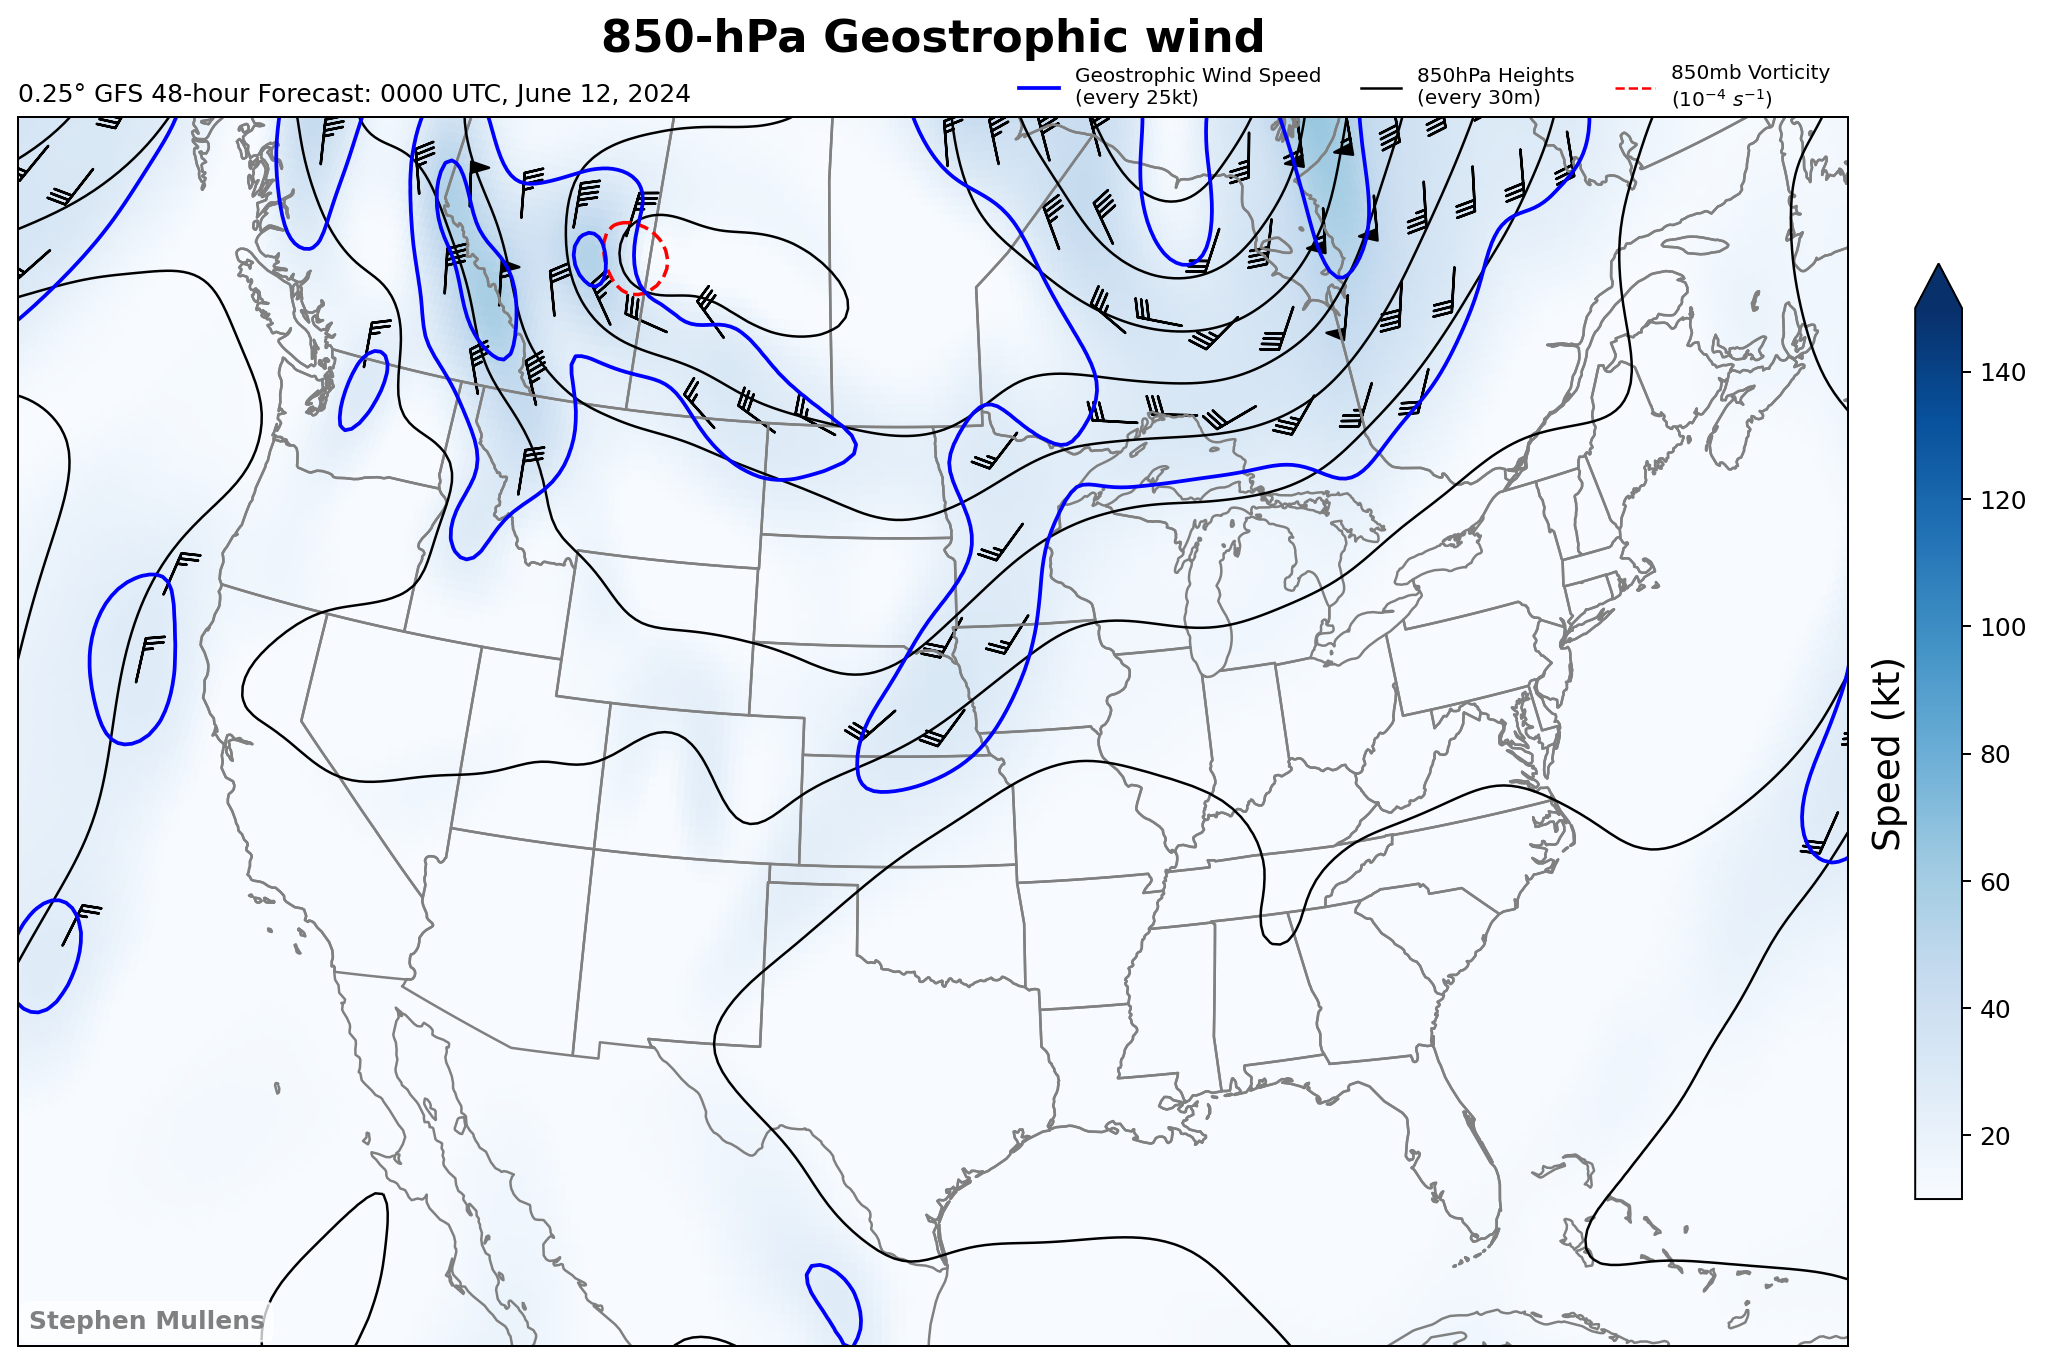 850-hPa Geostrophic wind
0.25° GFS 48-hour Forecast: 0000 UTC, June 12, 2024
Geostrophic Wind Speed
(every 25kt)
850hPa Heights
(every 30m)
850mb Vorticity
(10⁻⁴ s⁻¹)
140
120
100
80
60
40
20
Speed (kt)
Stephen Mullens